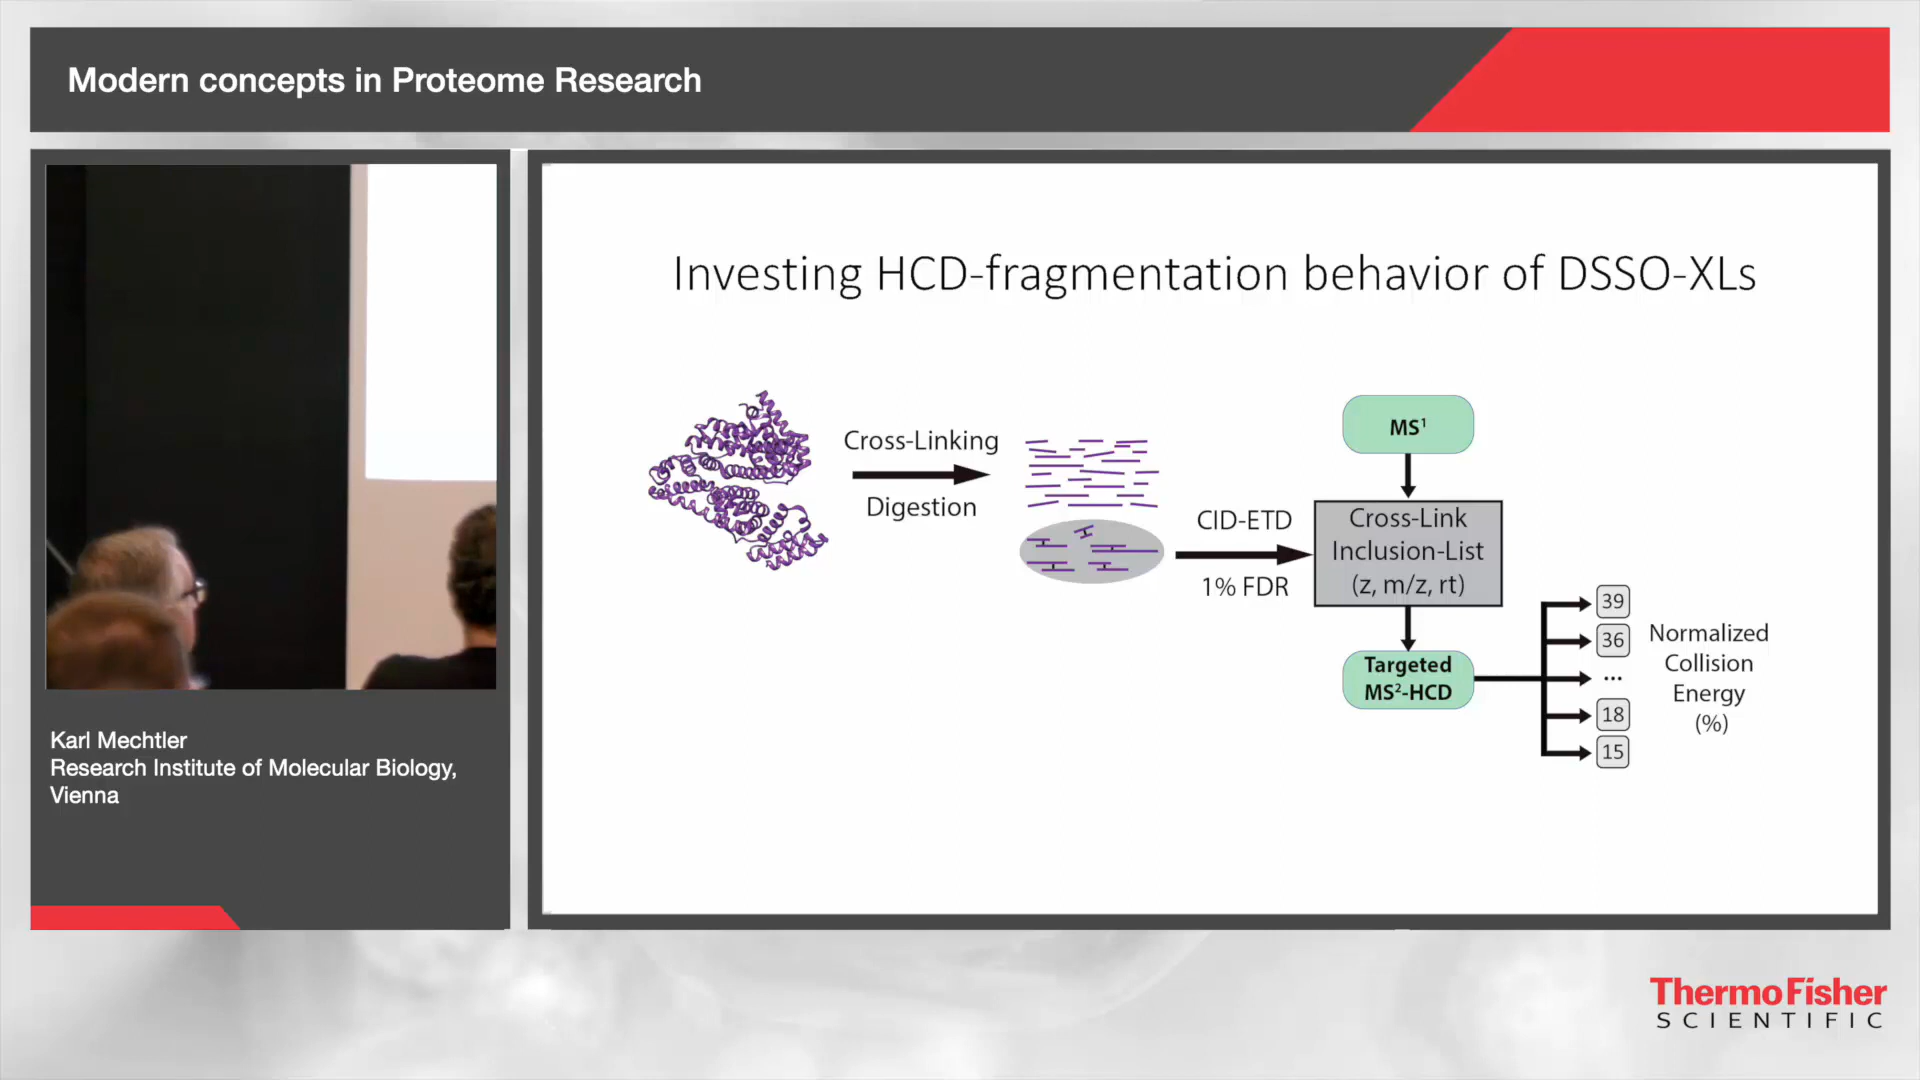 Modern concepts in Proteome Research
Karl Mechtler
Research Institute of Molecular Biology,
Vienna
Investing HCD-fragmentation behavior of DSSO-XLs
Cross-Linking
Digestion
CID-ETD
1% FDR
MS¹
Cross-Link
Inclusion-List
(z, m/z, rt)
Targeted
MS²-HCD
39
36
...
18
15
Normalized
Collision
Energy
(%)
ThermoFisher
SCIENTIFIC